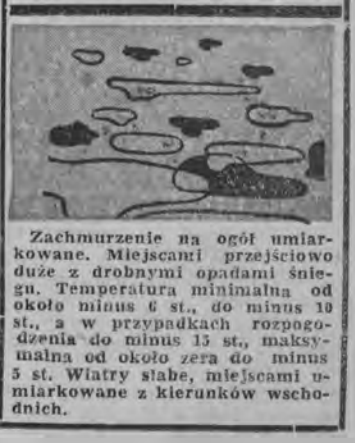 Zachmurzenie na ogół umiar-
kowane. Miejscami przejściowo
duże z drobnymi opadami śnie-
gu. Temperatura minimalna od
około minus 6 st., do minus 10
st., a w przypadkach rozpogo-
dzenia do minus 15 st., maksy-
malna od około zera do minus
5 st. Wiatry słabe, miejscami u-
miarkowane z kierunków wscho-
dnich.